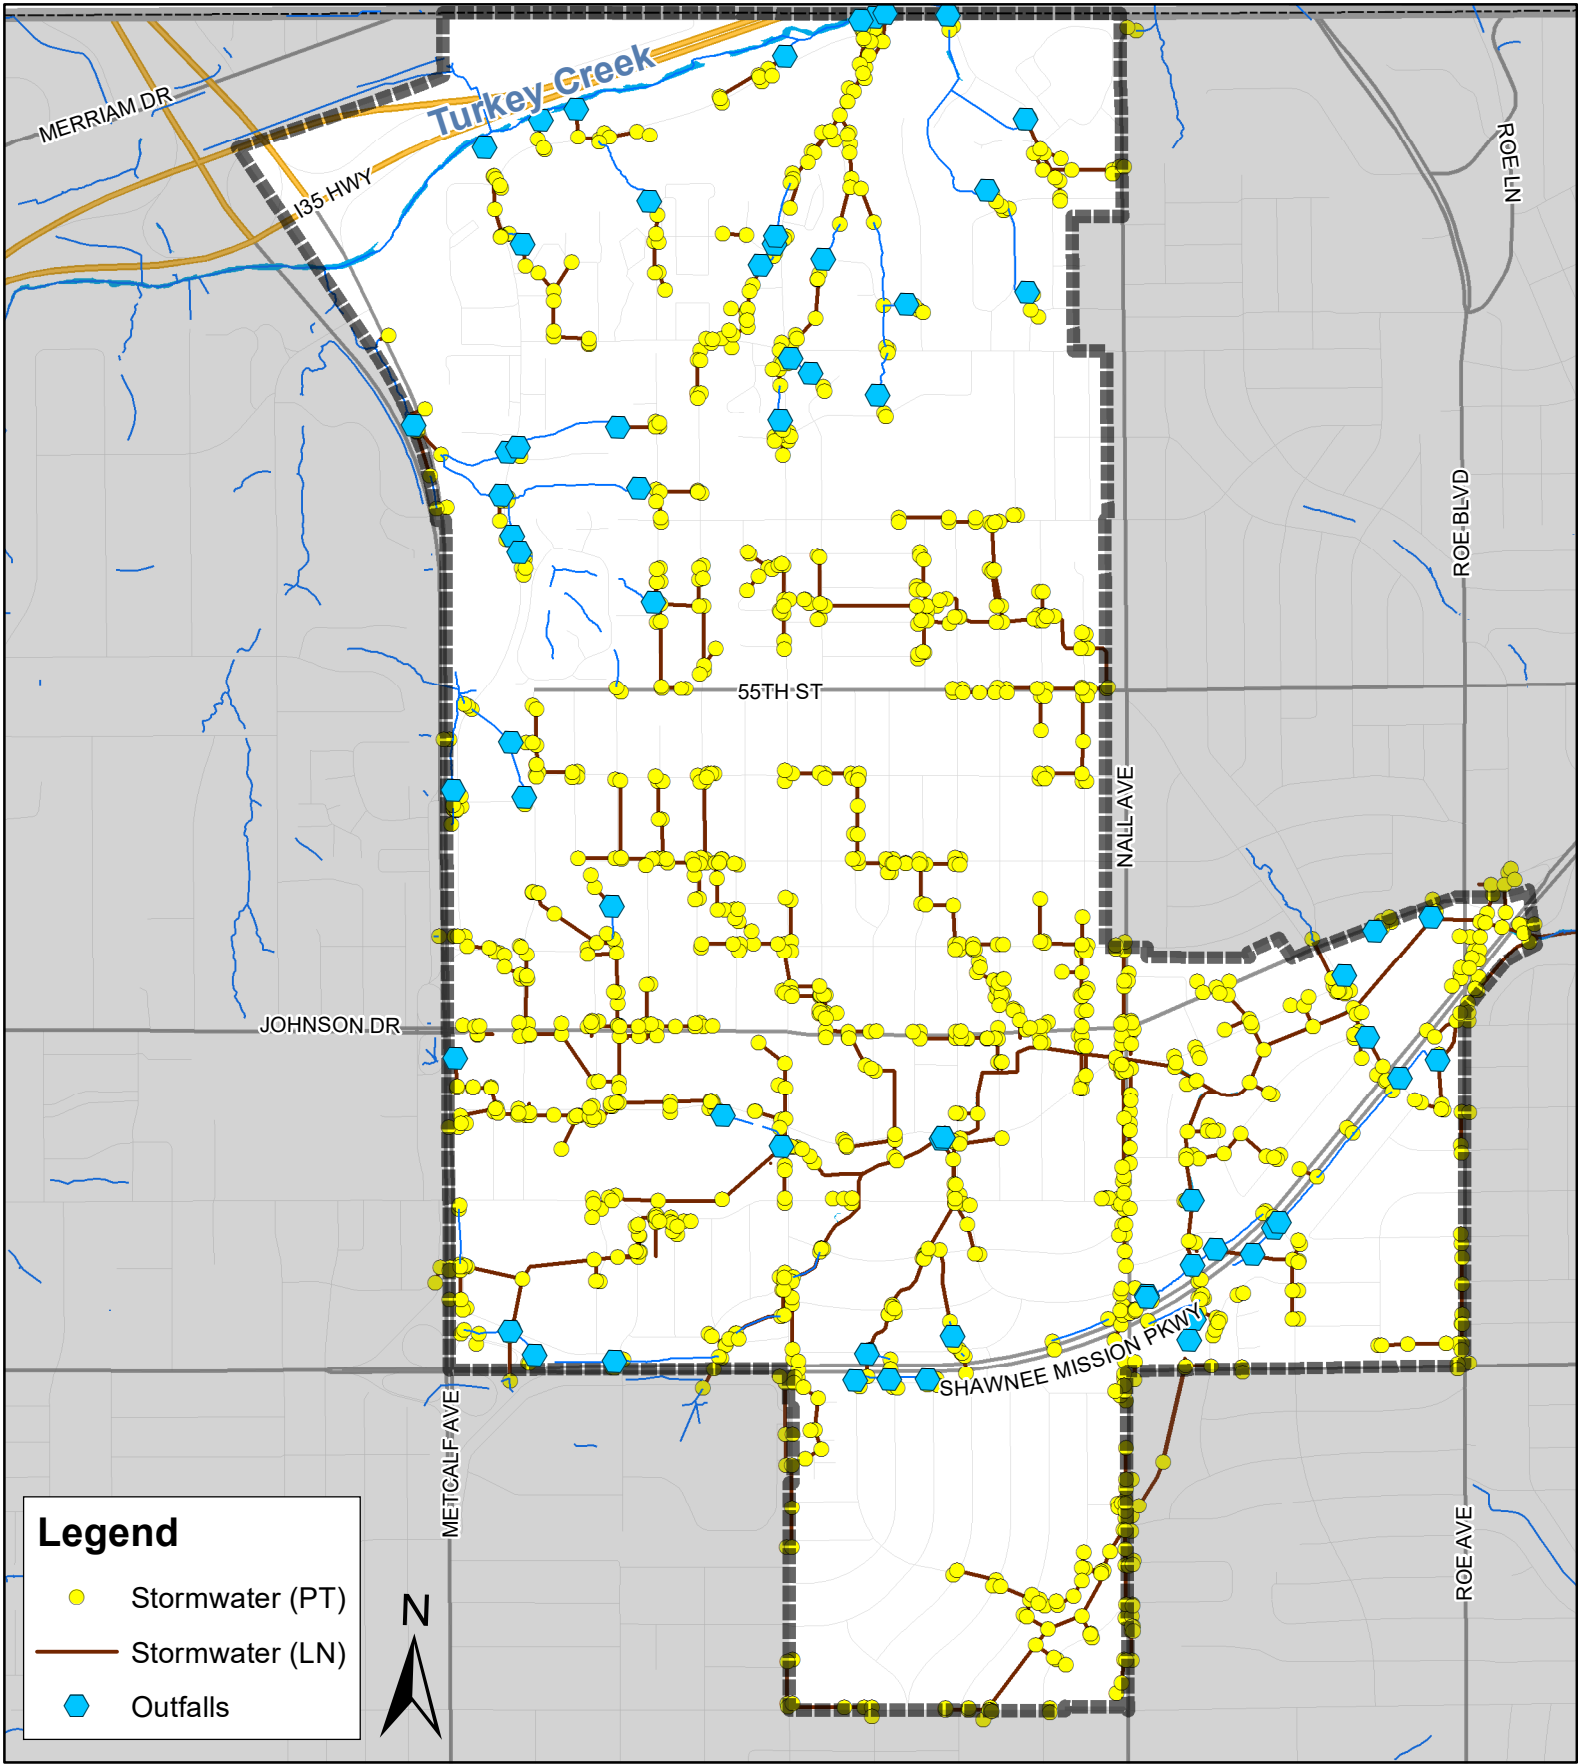 Turkey Creek
MERRIAM DR
I35 HWY
ROE LN
ROE BLVD
55TH ST
NALL AVE
JOHNSON DR
SHAWNEE MISSION PKWY
METCALF AVE
ROE AVE
Legend
Stormwater (PT)
Stormwater (LN)
Outfalls
N